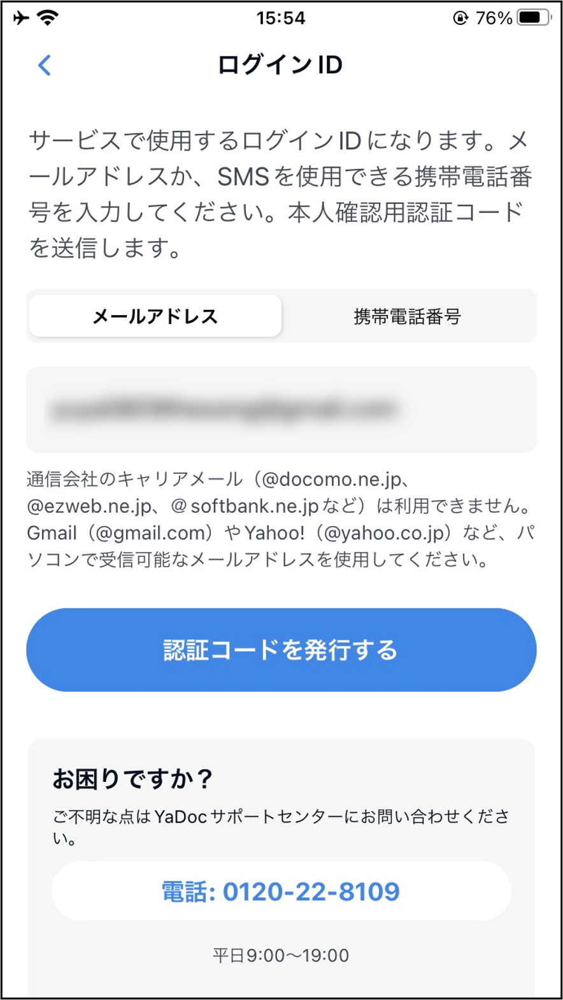 15:54
76%
ログインID
サービスで使用するログインIDになります。メ
ールアドレスか、SMSを使用できる携帯電話番
号を入力してください。本人確認用認証コード
を送信します。
メールアドレス
携帯電話番号
通信会社のキャリアメール（@docomo.ne.jp、
@ezweb.ne.jp、＠softbank.ne.jpなど）は利用できません。
Gmail（@gmail.com）やYahoo!（@yahoo.co.jp）など、パ
ソコンで受信可能なメールアドレスを使用してください。
認証コードを発行する
お困りですか？
ご不明な点はYaDocサポートセンターにお問い合わせくださ
い。
電話: 0120-22-8109
平日9:00〜19:00